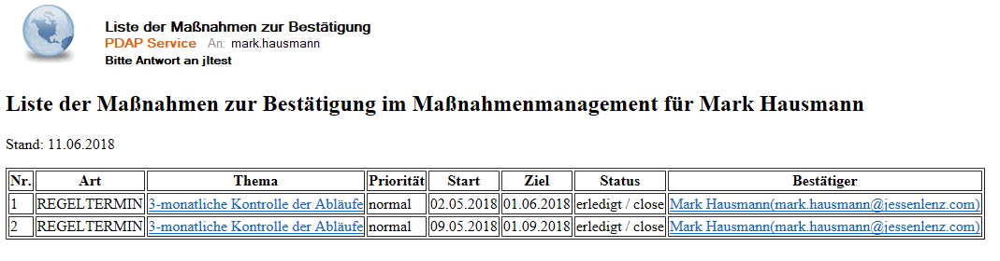 Liste der Maßnahmen zur Bestätigung
PDAP Service An: mark.hausmann
Bitte Antwort an jltest
Liste der Maßnahmen zur Bestätigung im Maßnahmenmanagement für Mark Hausmann
Stand: 11.06.2018
Nr. Art Thema Priorität Start Ziel Status Bestätiger
1 REGELTERMIN 3-monatliche Kontrolle der Abläufe normal 02.05.2018 01.06.2018 erledigt / close Mark Hausmann(mark.hausmann@jessenlenz.com)
2 REGELTERMIN 3-monatliche Kontrolle der Abläufe normal 09.05.2018 01.09.2018 erledigt / close Mark Hausmann(mark.hausmann@jessenlenz.com)